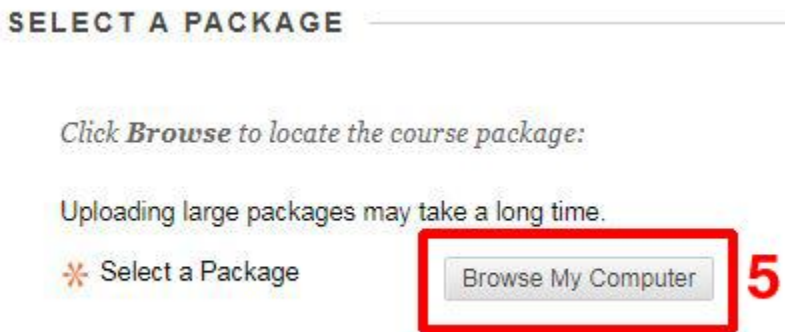 SELECT A PACKAGE
Click Browse to locate the course package:
Uploading large packages may take a long time.
Select a Package Browse My Computer 5